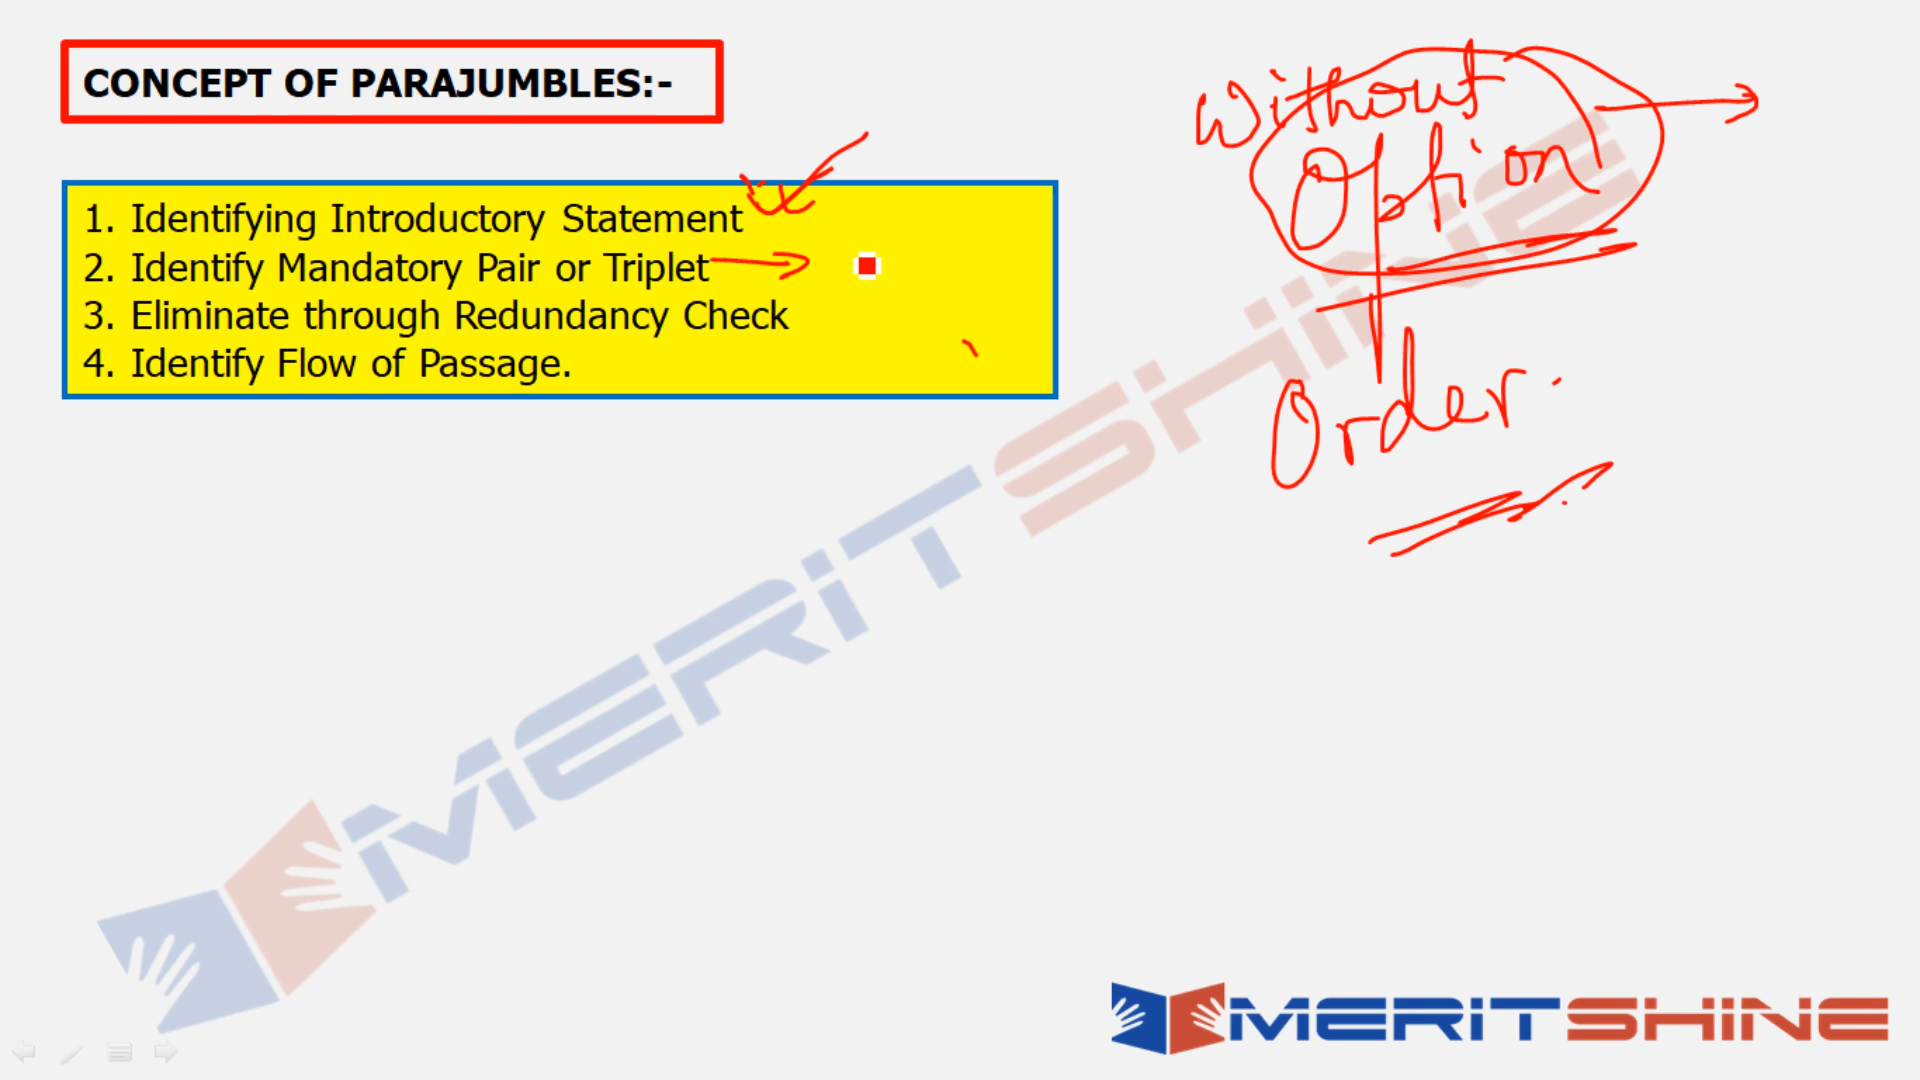 CONCEPT OF PARAJUMBLES:-
1. Identifying Introductory Statement
2. Identify Mandatory Pair or Triplet
3. Eliminate through Redundancy Check
4. Identify Flow of Passage.
Without
Option
Order.
MERITSHINE
MERITSHINE